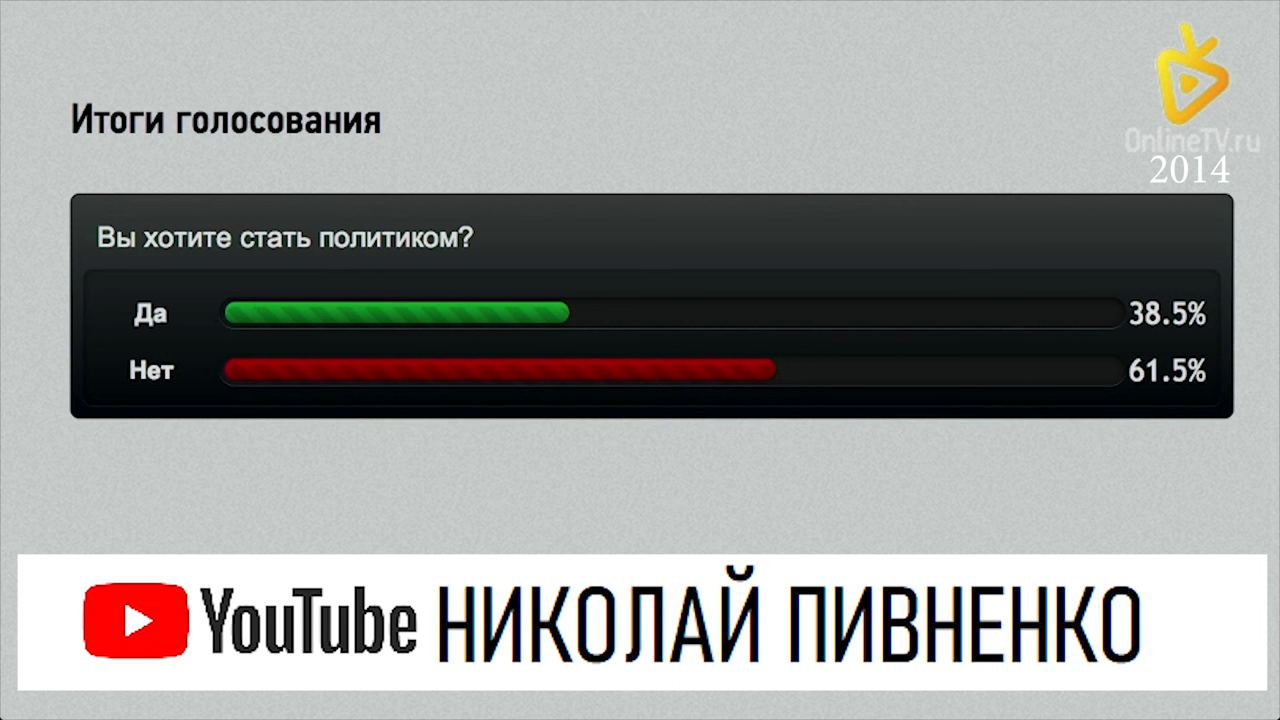 OnlineTV.ru
2014
Итоги голосования
Вы хотите стать политиком?
Да 38.5%
Нет 61.5%
YouTube НИКОЛАЙ ПИВНЕНКО